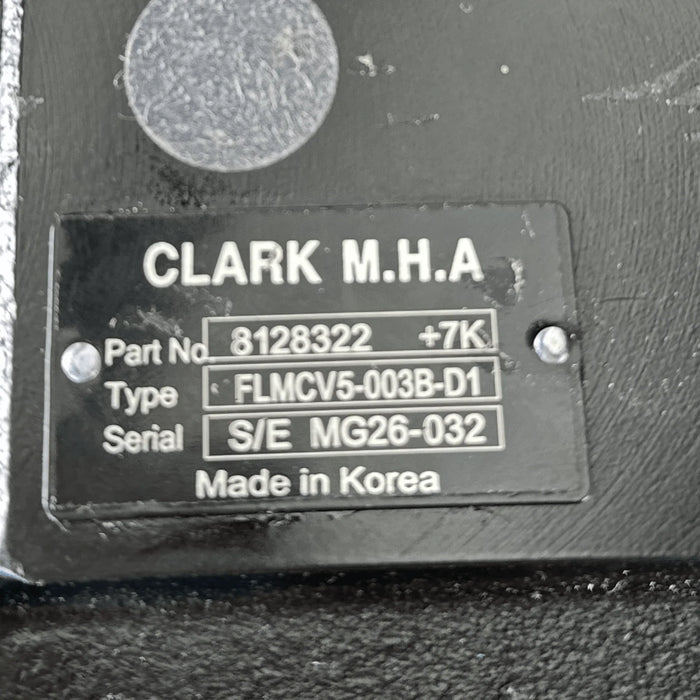 CLARK M.H.A
Part No. 8128322 +7K
Type FLMCV5-003B-D1
Serial S/E MG26-032
Made in Korea